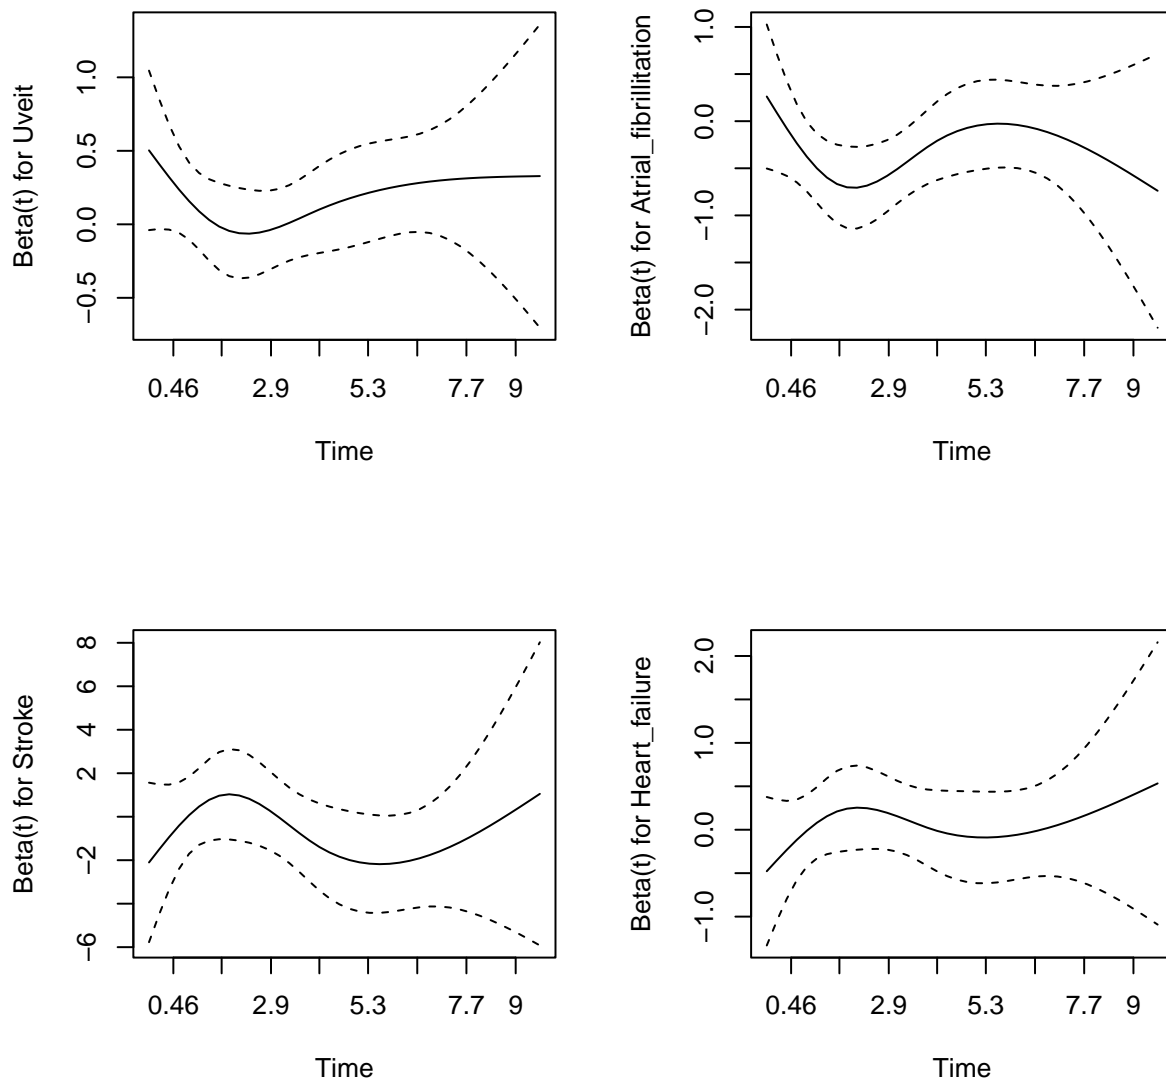 Beta(t) for Uveit
1.0
0.5
0.0
−0.5
0.46 2.9 5.3 7.7 9
Time
Beta(t) for Atrial_fibrillitation
1.0
0.0
−1.0
−2.0
0.46 2.9 5.3 7.7 9
Time
Beta(t) for Stroke
8
4
2
−2
−6
0.46 2.9 5.3 7.7 9
Time
Beta(t) for Heart_failure
2.0
1.0
0.0
−1.0
0.46 2.9 5.3 7.7 9
Time